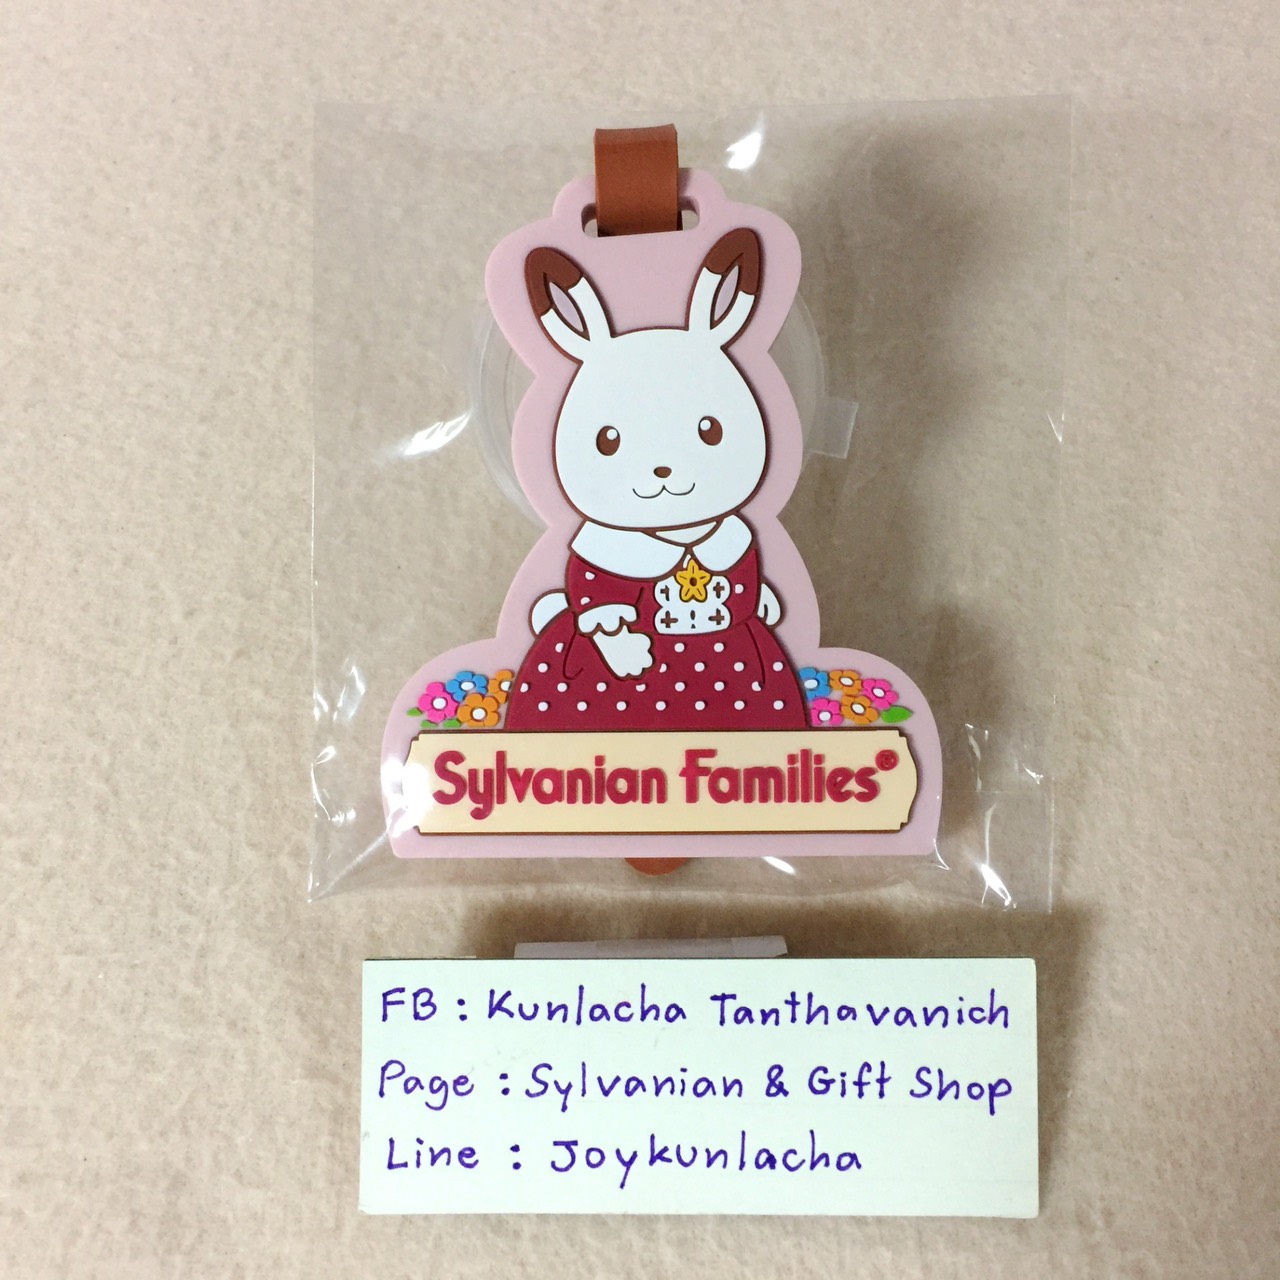 Sylvanian Families®
FB : Kunlacha Tanthavanich
Page : Sylvanian & Gift Shop
Line : Joykunlacha